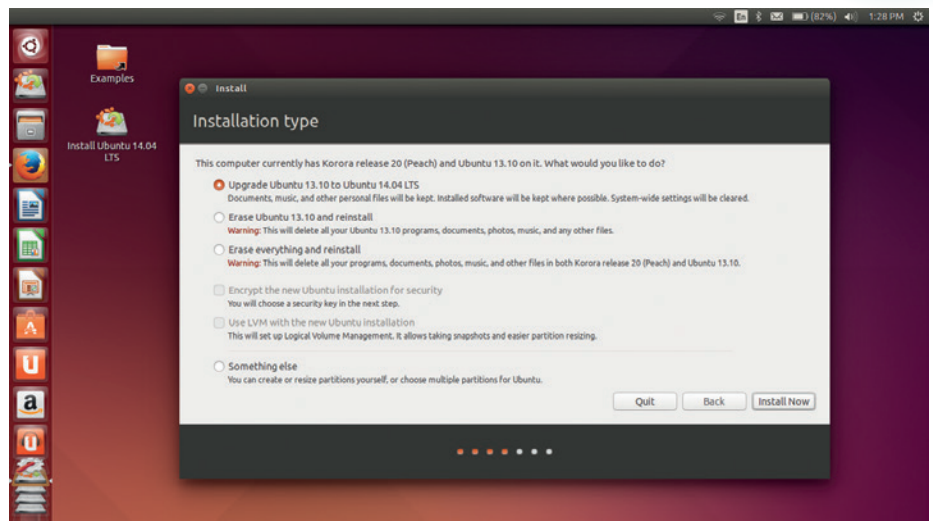 En (82%) 1:28 PM
Examples
Install Ubuntu 14.04
LTS
Install
Installation type
This computer currently has Korora release 20 (Peach) and Ubuntu 13.10 on it. What would you like to do?
Upgrade Ubuntu 13.10 to Ubuntu 14.04 LTS
Documents, music, and other personal files will be kept. Installed software will be kept where possible. System-wide settings will be cleared.
Erase Ubuntu 13.10 and reinstall
Warning: This will delete all your Ubuntu 13.10 programs, documents, photos, music, and any other files.
Erase everything and reinstall
Warning: This will delete all your programs, documents, photos, music, and other files in both Korora release 20 (Peach) and Ubuntu 13.10.
Encrypt the new Ubuntu installation for security
You will choose a security key in the next step.
Use LVM with the new Ubuntu installation
This will set up Logical Volume Management. It allows taking snapshots and easier partition resizing.
Something else
You can create or resize partitions yourself, or choose multiple partitions for Ubuntu.
Quit Back Install Now
A
U
a
U